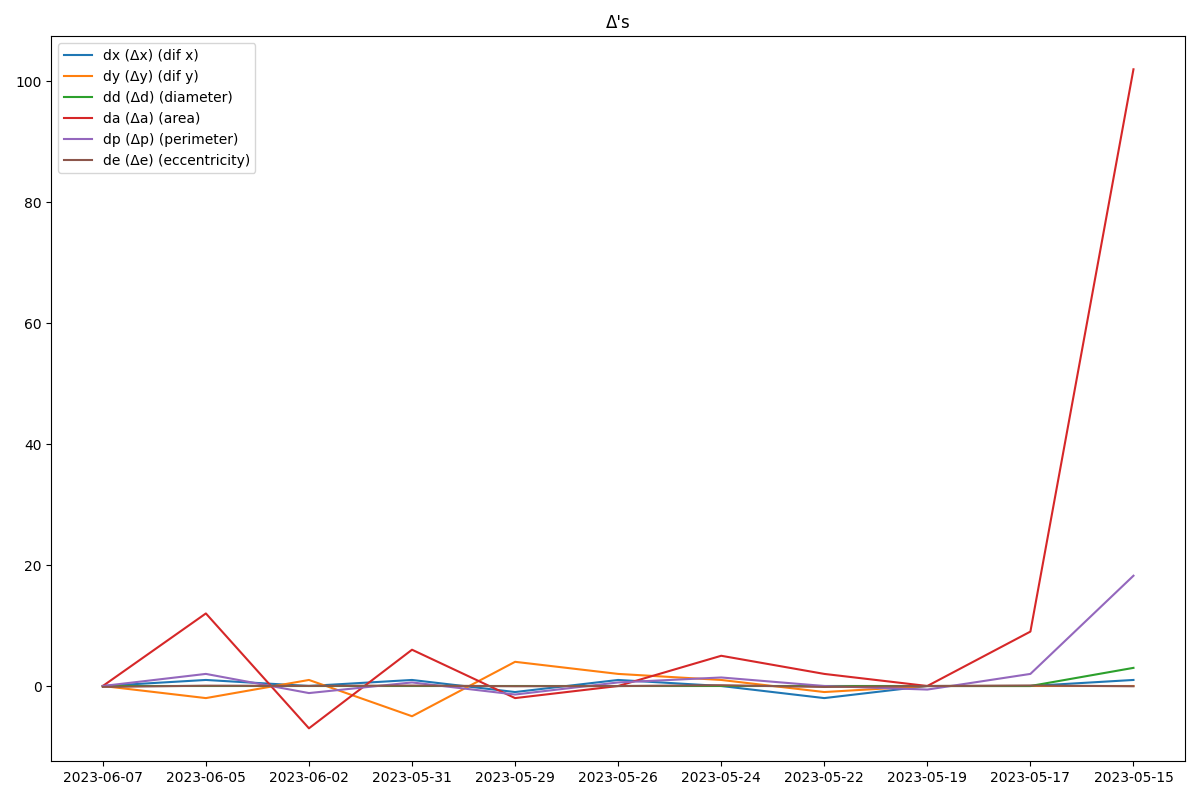 Δ's
dx (Δx) (dif x)
dy (Δy) (dif y)
dd (Δd) (diameter)
da (Δa) (area)
dp (Δp) (perimeter)
de (Δe) (eccentricity)
100
80
60
40
20
0
2023-06-07 2023-06-05 2023-06-02 2023-05-31 2023-05-29 2023-05-26 2023-05-24 2023-05-22 2023-05-19 2023-05-17 2023-05-15